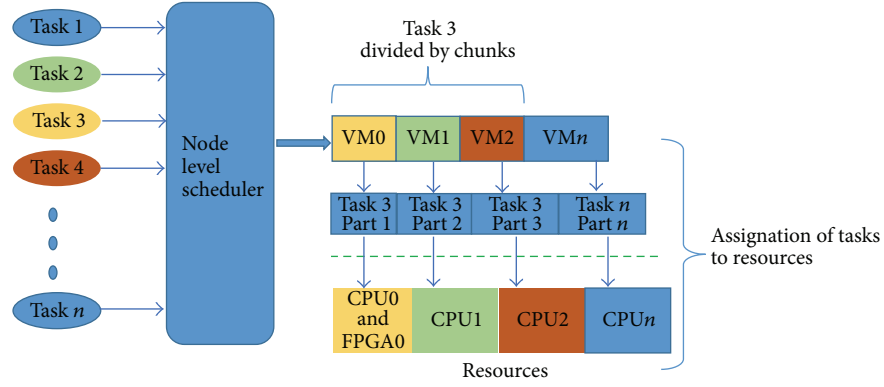 Task 1
Task 2
Task 3
Task 4
Task n
Node
level
scheduler
Task 3
divided by chunks
VM0
VM1
VM2
VMn
Task 3
Part 1
Task 3
Part 2
Task 3
Part 3
Task n
Part n
CPU0
and
FPGA0
CPU1
CPU2
CPUn
Resources
Assignation of tasks
to resources